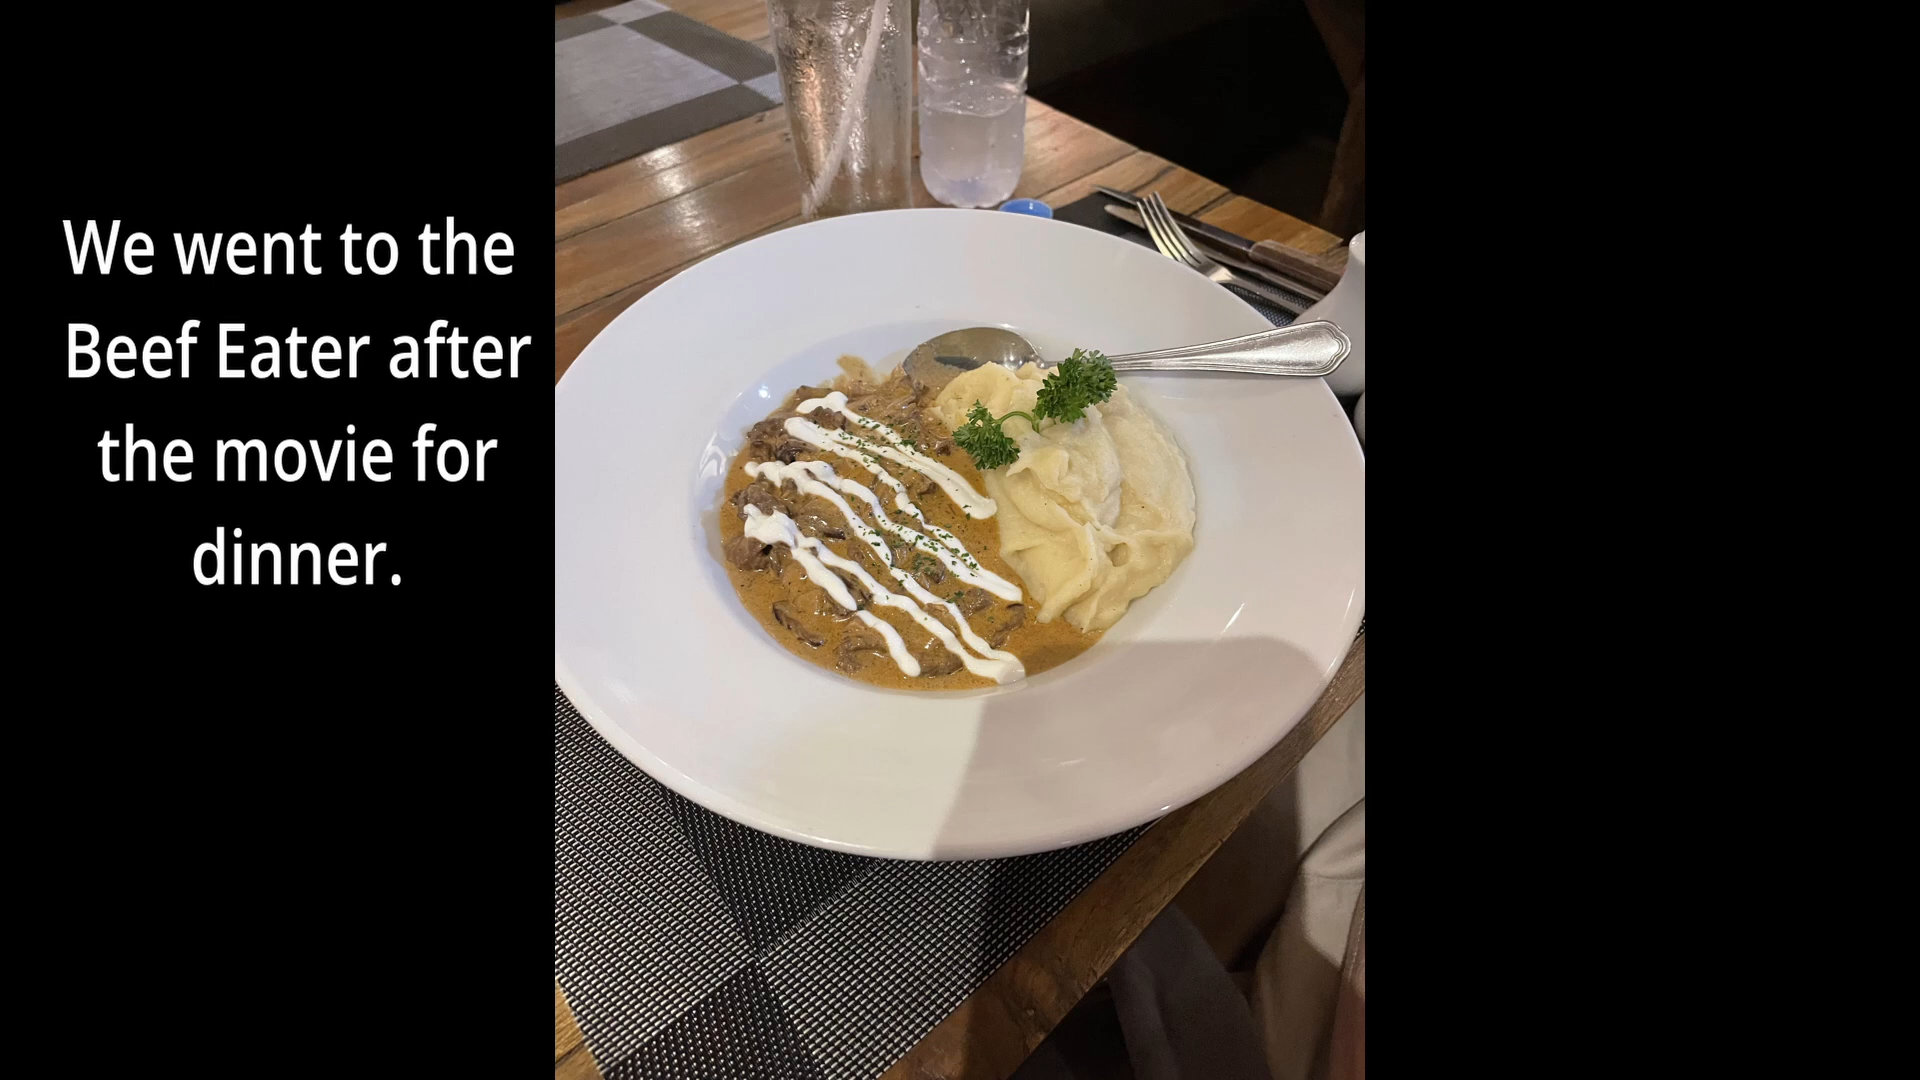 We went to the
Beef Eater after
the movie for
dinner.